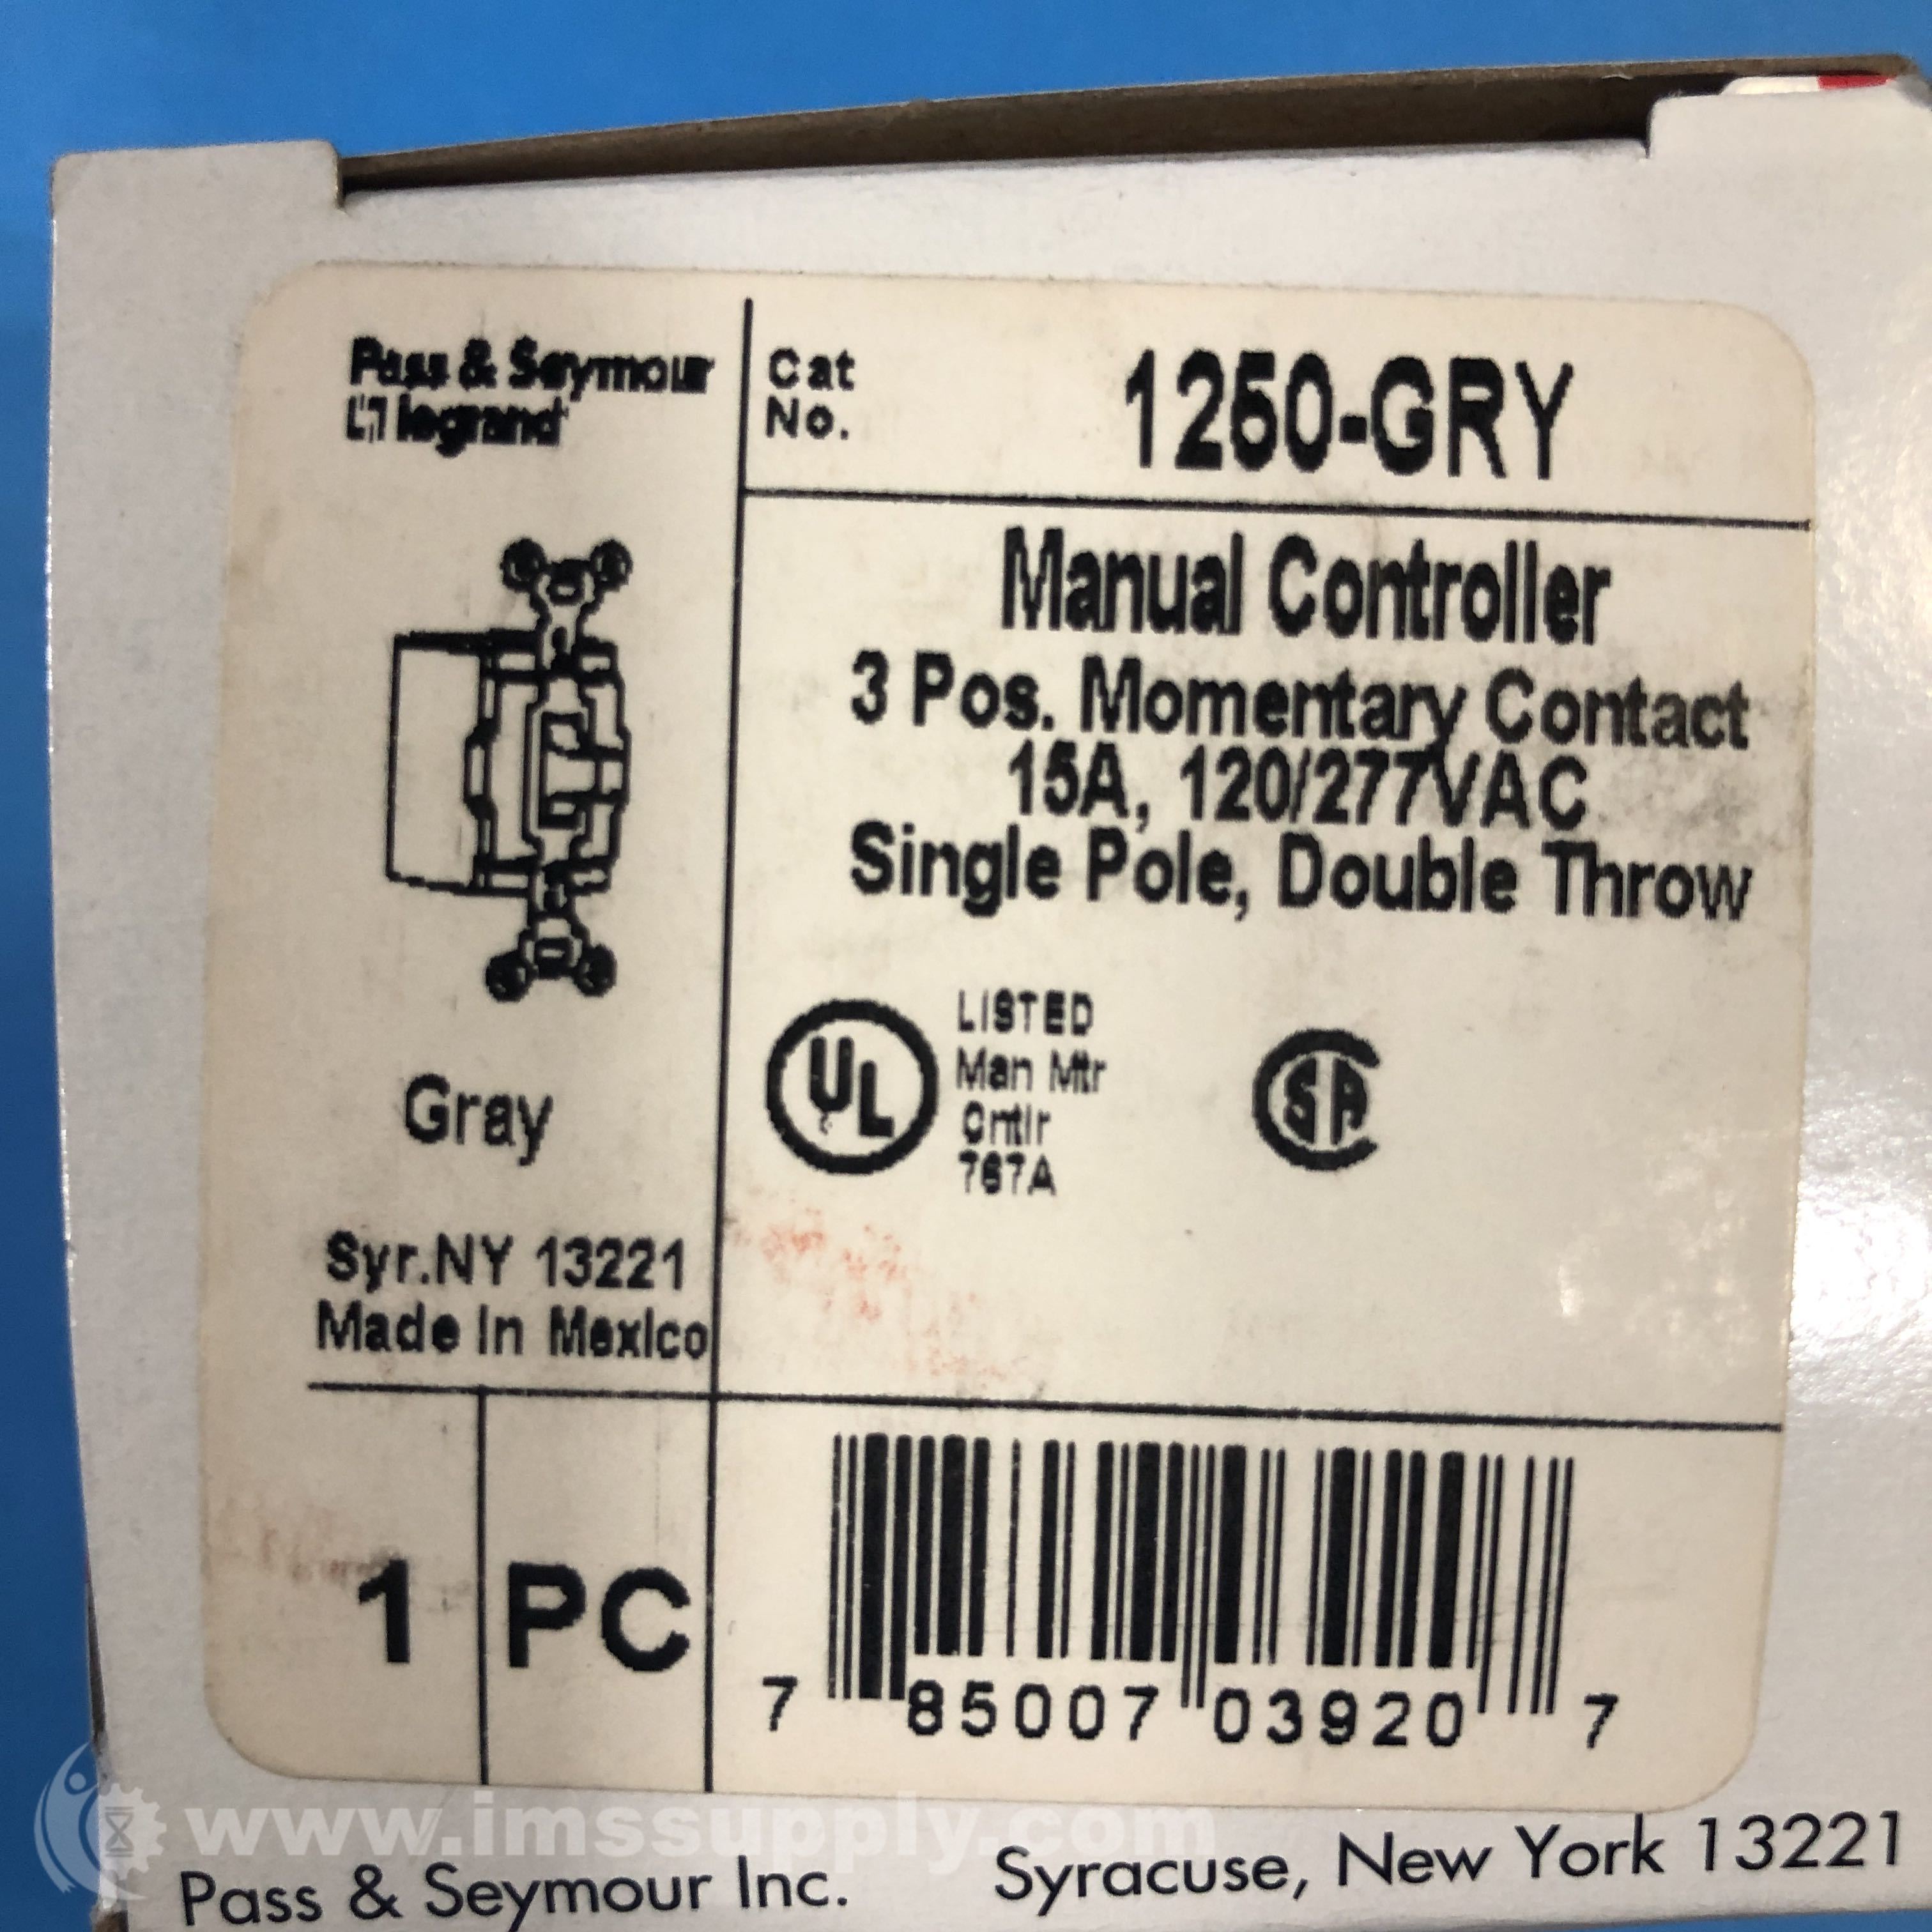 Pass & Seymour
legrand
Cat
No.
1250-GRY
Manual Controller
3 Pos. Momentary Contact
15A, 120/277VAC
Single Pole, Double Throw
UL
LISTED
Man Mtr
Cntlr
767A
SA
Gray
Syr.NY 13221
Made In Mexico
1 PC
7 85007 03920 7
www.imssupply.com
Pass & Seymour Inc. Syracuse, New York 13221